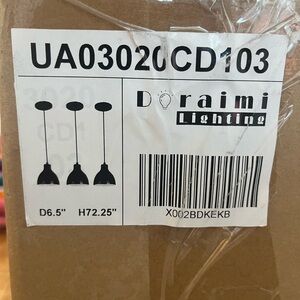 UA03020CD103
Doraimi
Lighting
D6.5" H72.25"
X002BDKEKB